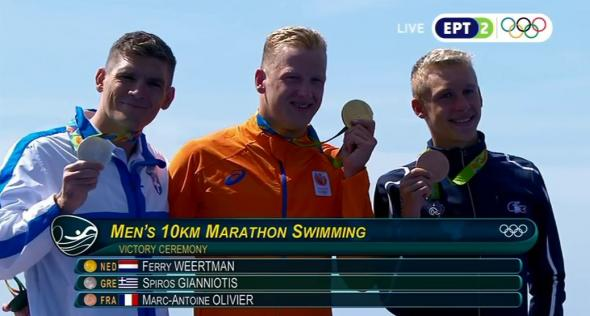 LIVE ΕΡΤ 2
MEN'S 10KM MARATHON SWIMMING
VICTORY CEREMONY
NED FERRY WEERTMAN
GRE SPIROS GIANNIOTIS
FRA MARC-ANTOINE OLIVIER